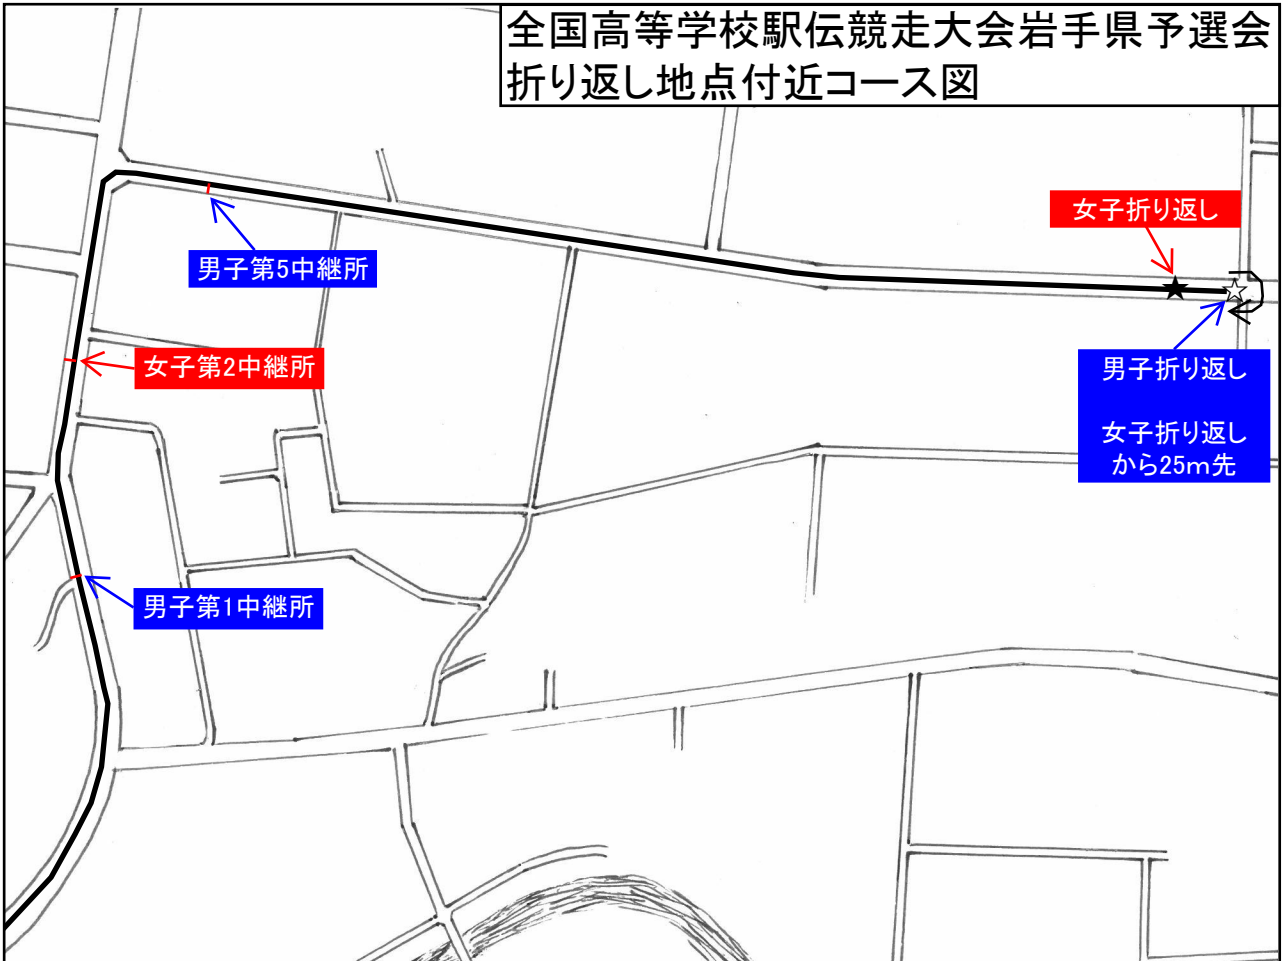 全国高等学校駅伝競走大会岩手県予選会
折り返し地点付近コース図
女子折り返し
男子第5中継所
女子第2中継所
男子折り返し
女子折り返し
から25m先
男子第1中継所